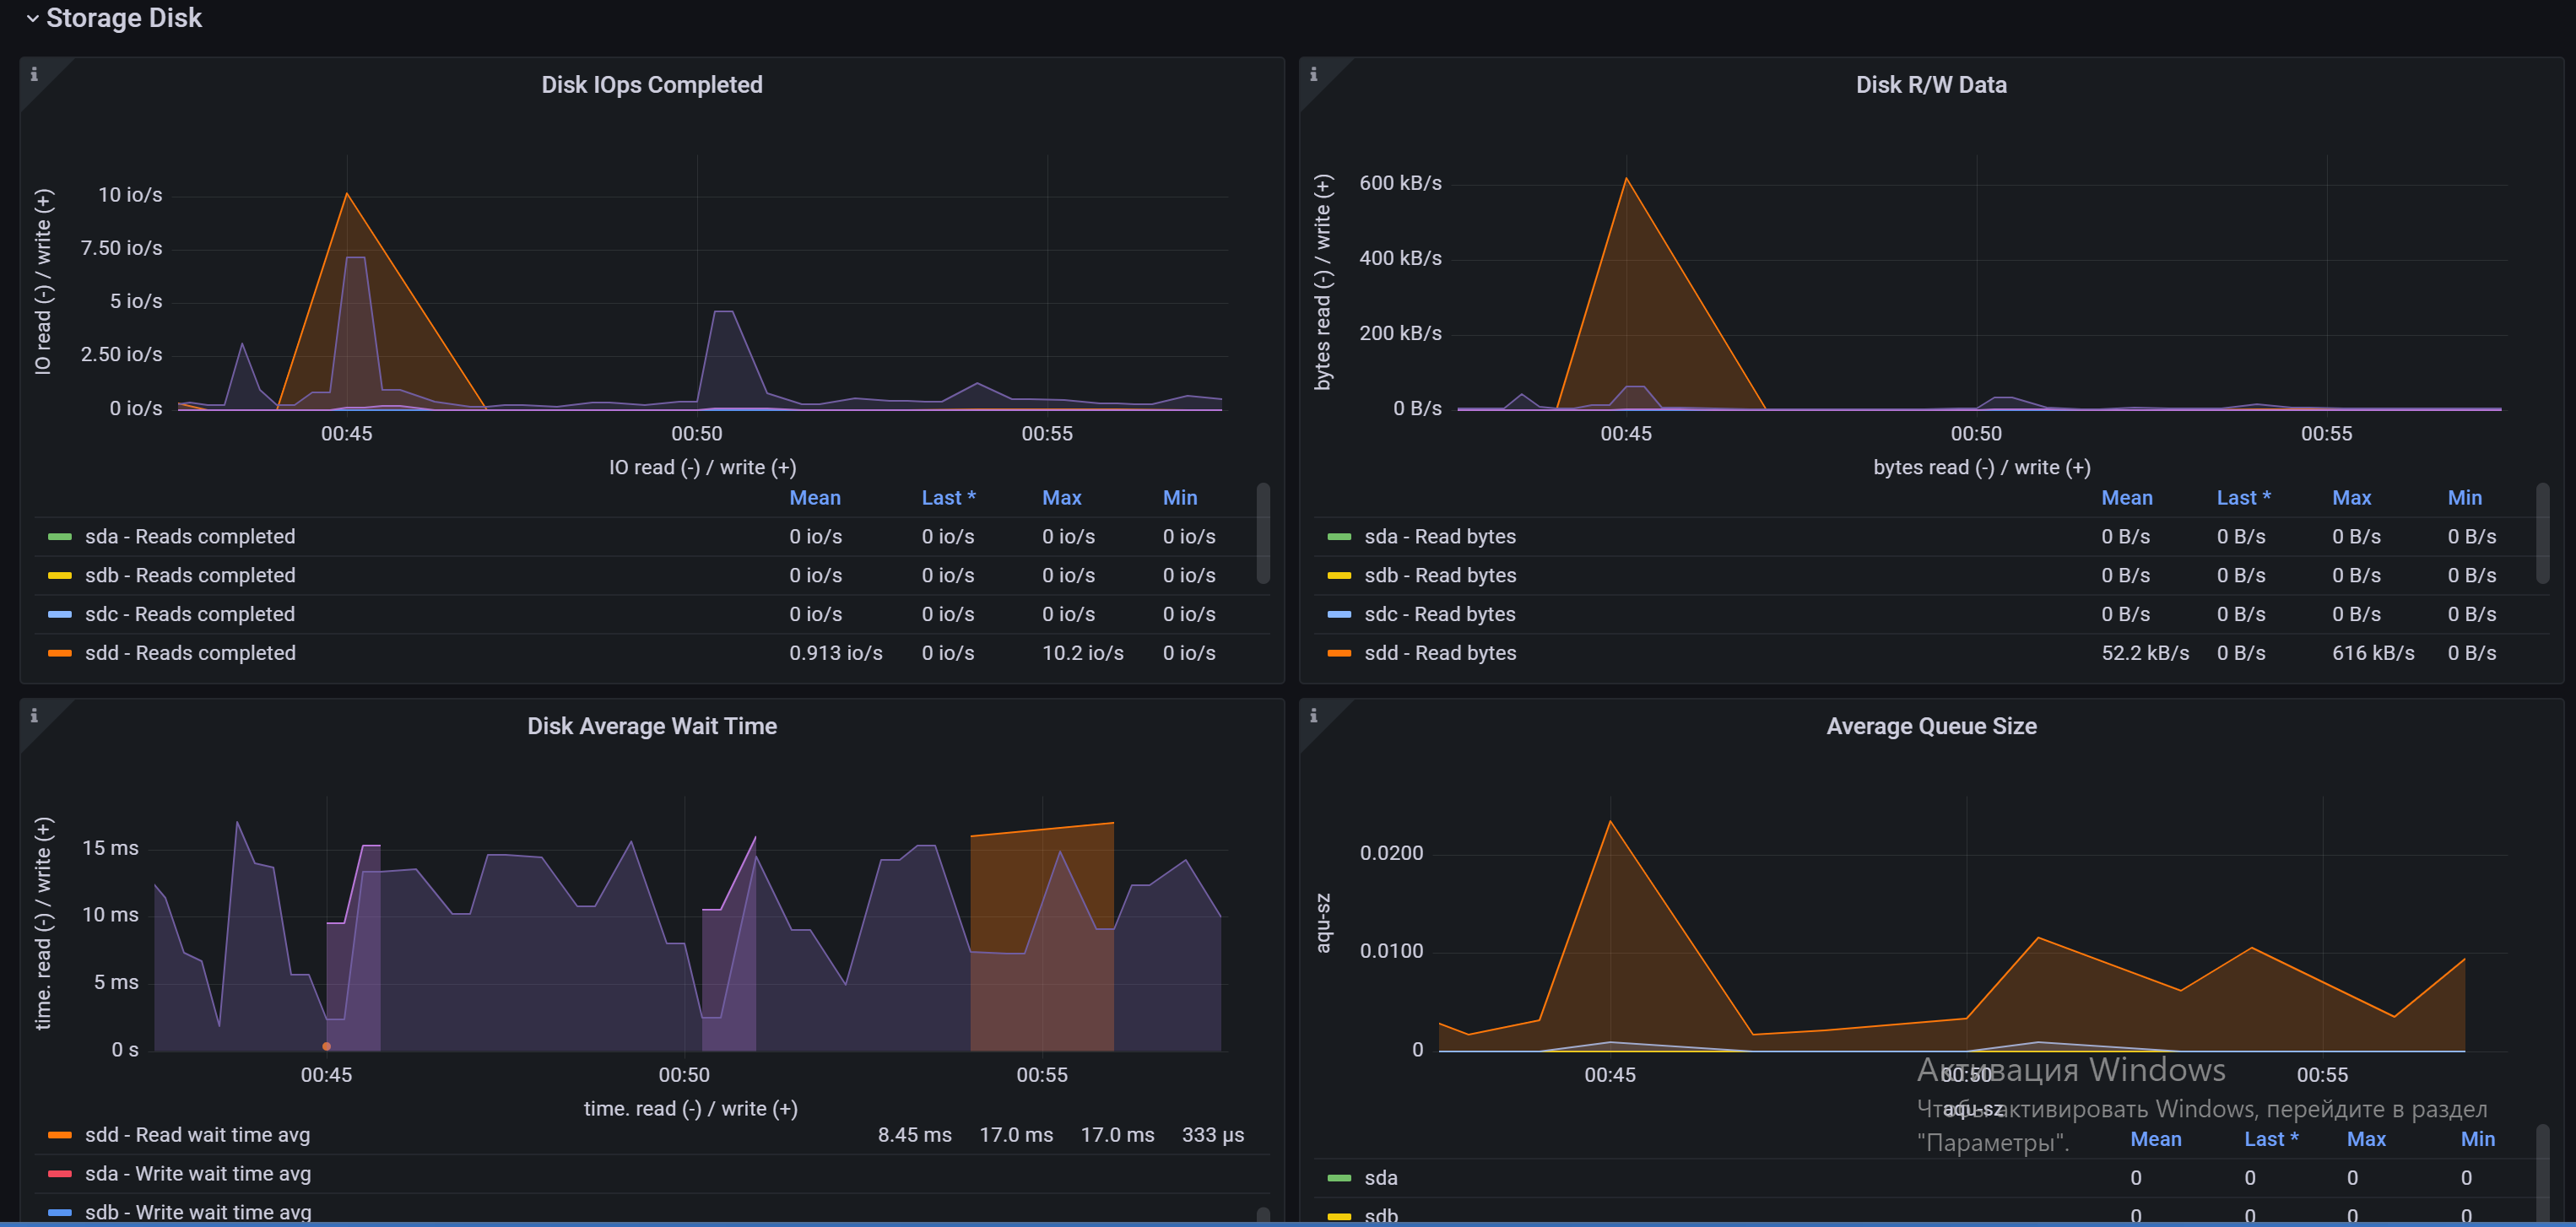 Storage Disk
Disk IOps Completed
IO read (-) / write (+)
10 io/s
7.50 io/s
5 io/s
2.50 io/s
0 io/s
00:45 00:50 00:55
IO read (-) / write (+)
Mean Last * Max Min
sda - Reads completed 0 io/s 0 io/s 0 io/s 0 io/s
sdb - Reads completed 0 io/s 0 io/s 0 io/s 0 io/s
sdc - Reads completed 0 io/s 0 io/s 0 io/s 0 io/s
sdd - Reads completed 0.913 io/s 0 io/s 10.2 io/s 0 io/s
Disk R/W Data
bytes read (-) / write (+)
600 kB/s
400 kB/s
200 kB/s
0 B/s
00:45 00:50 00:55
bytes read (-) / write (+)
Mean Last * Max Min
sda - Read bytes 0 B/s 0 B/s 0 B/s 0 B/s
sdb - Read bytes 0 B/s 0 B/s 0 B/s 0 B/s
sdc - Read bytes 0 B/s 0 B/s 0 B/s 0 B/s
sdd - Read bytes 52.2 kB/s 0 B/s 616 kB/s 0 B/s
Disk Average Wait Time
time. read (-) / write (+)
15 ms
10 ms
5 ms
0 s
00:45 00:50 00:55
time. read (-) / write (+)
sdd - Read wait time avg 8.45 ms 17.0 ms 17.0 ms 333 µs
sda - Write wait time avg
sdb - Write wait time avg
Average Queue Size
aqu-sz
0.0200
0.0100
0
00:45 00:50 00:55
aqu-sz
Mean Last * Max Min
sda 0 0 0 0
sdb 0 0 0 0
Активация Windows
Чтобы активировать Windows, перейдите в раздел
"Параметры".